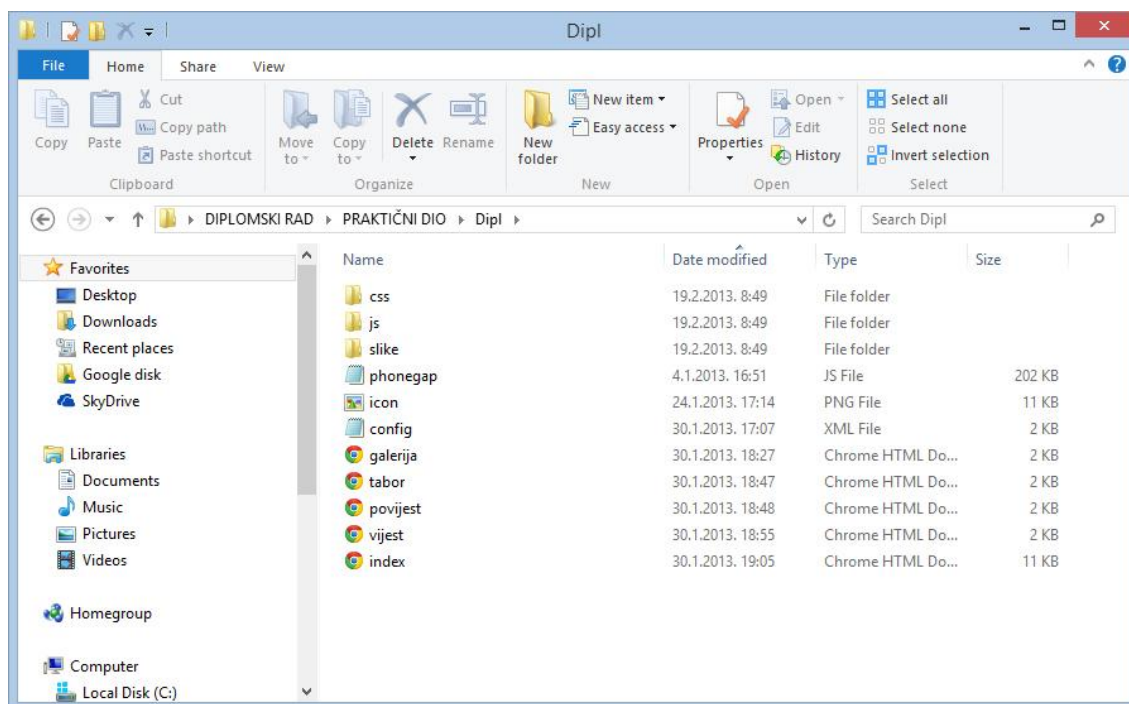 Dipl
File Home Share View
Copy
Paste
Cut
Copy path
Paste shortcut
Clipboard
Move to
Copy to
Delete
Rename
Organize
New folder
New item
Easy access
New
Properties
Open
Edit
History
Open
Select all
Select none
Invert selection
Select
DIPLOMSKI RAD PRAKTIČNI DIO Dipl
Search Dipl
Favorites
Desktop
Downloads
Recent places
Google disk
SkyDrive
Libraries
Documents
Music
Pictures
Videos
Homegroup
Computer
Local Disk (C:)
Name Date modified Type Size
css 19.2.2013. 8:49 File folder
js 19.2.2013. 8:49 File folder
slike 19.2.2013. 8:49 File folder
phonegap 4.1.2013. 16:51 JS File 202 KB
icon 24.1.2013. 17:14 PNG File 11 KB
config 30.1.2013. 17:07 XML File 2 KB
galerija 30.1.2013. 18:27 Chrome HTML Do... 2 KB
tabor 30.1.2013. 18:47 Chrome HTML Do... 2 KB
povijest 30.1.2013. 18:48 Chrome HTML Do... 2 KB
vijest 30.1.2013. 18:55 Chrome HTML Do... 2 KB
index 30.1.2013. 19:05 Chrome HTML Do... 11 KB